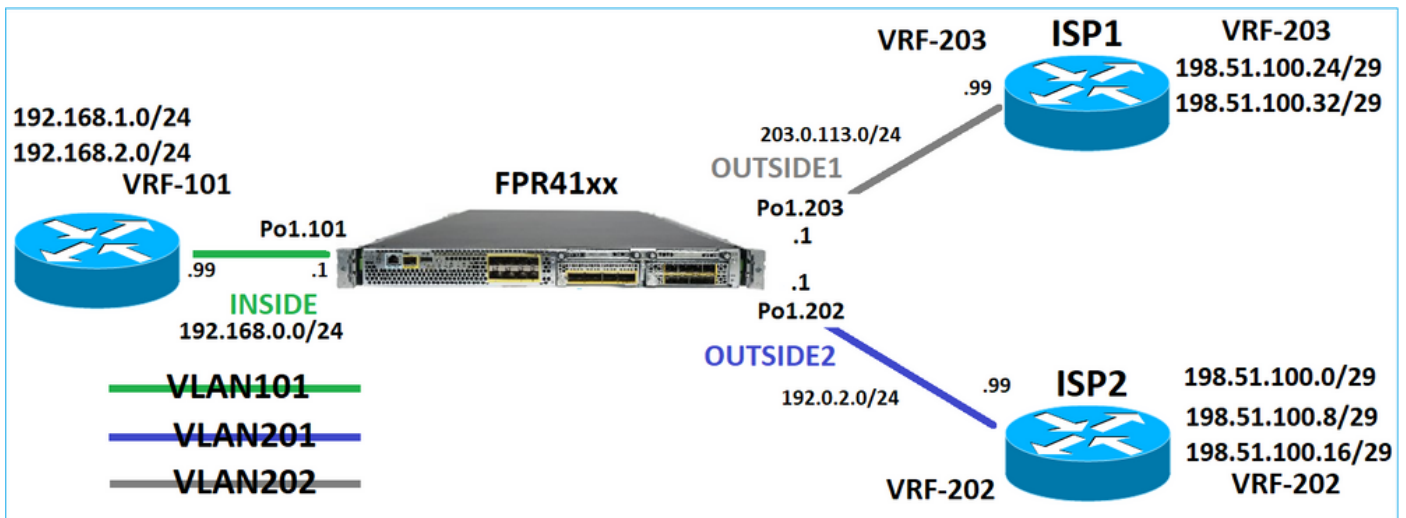 192.168.1.0/24
192.168.2.0/24
VRF-101
.99
Po1.101
.1
INSIDE
192.168.0.0/24
FPR41xx
VRF-203
ISP1
VRF-203
198.51.100.24/29
198.51.100.32/29
.99
203.0.113.0/24
OUTSIDE1
Po1.203
.1
.1
Po1.202
OUTSIDE2
192.0.2.0/24
.99
ISP2
198.51.100.0/29
198.51.100.8/29
198.51.100.16/29
VRF-202
VRF-202
VLAN101
VLAN201
VLAN202